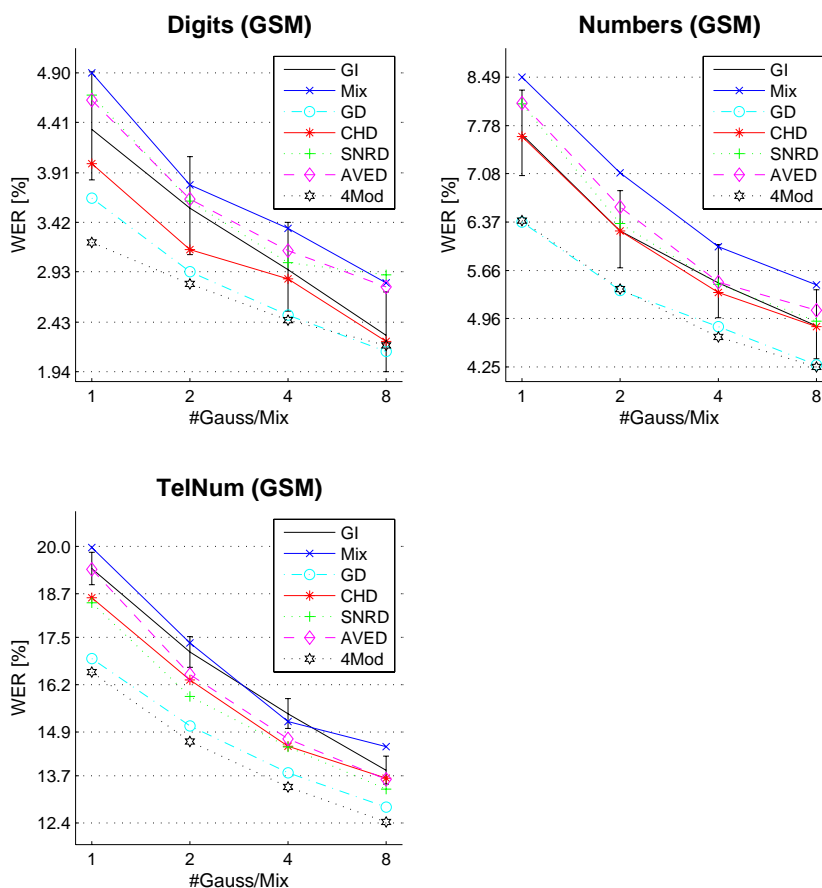 Digits (GSM)
4.90
4.41
3.91
3.42
2.93
2.43
1.94
WER [%]
1 2 4 8
#Gauss/Mix
GI
Mix
GD
CHD
SNRD
AVED
4Mod
Numbers (GSM)
8.49
7.78
7.08
6.37
5.66
4.96
4.25
WER [%]
1 2 4 8
#Gauss/Mix
GI
Mix
GD
CHD
SNRD
AVED
4Mod
TelNum (GSM)
20.0
18.7
17.5
16.2
14.9
13.7
12.4
WER [%]
1 2 4 8
#Gauss/Mix
GI
Mix
GD
CHD
SNRD
AVED
4Mod